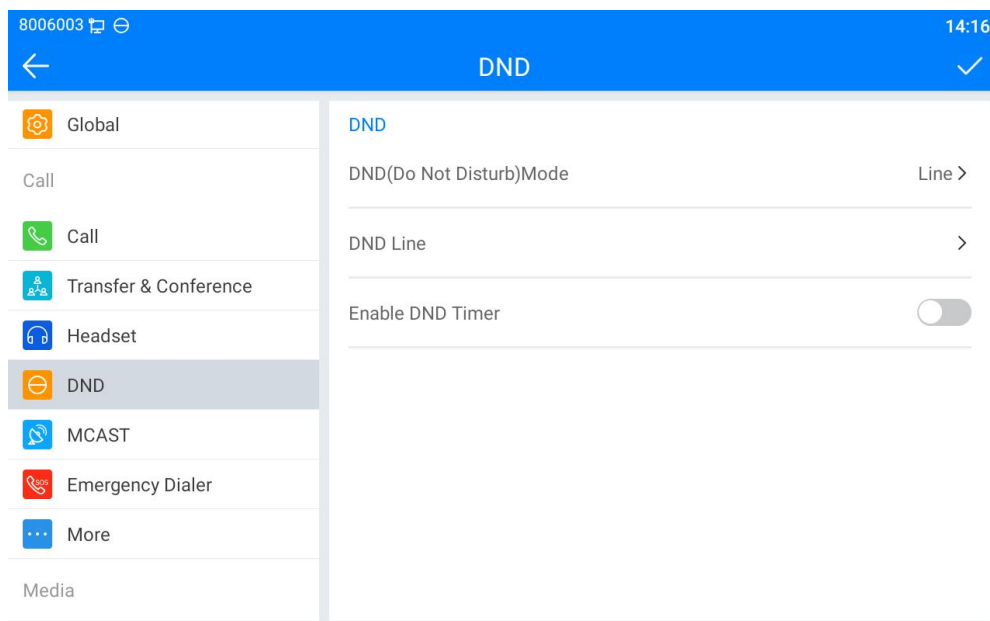 8006003
14:16
DND
Global
Call
Call
Transfer & Conference
Headset
DND
MCAST
SOS
Emergency Dialer
More
Media
DND
DND(Do Not Disturb)Mode
Line
DND Line
Enable DND Timer